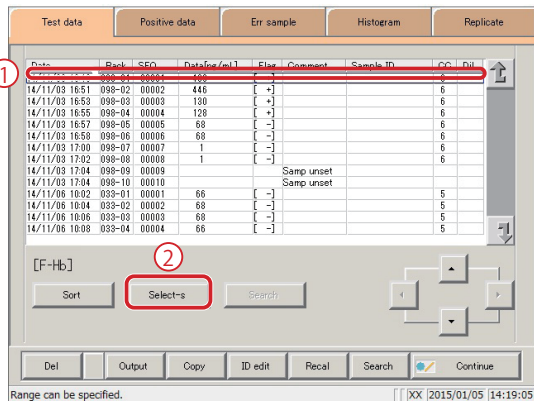 Test data Positive data Err sample Histogram Replicate
1
Date Rack SEQ Data[ng/mL] Flag Comment Sample ID CC Dil
14/11/03 16:51 098-02 00002 446 [ +] 6
14/11/03 16:53 098-03 00003 130 [ +] 6
14/11/03 16:55 098-04 00004 128 [ +] 6
14/11/03 16:57 098-05 00005 68 [ -] 6
14/11/03 16:58 098-06 00006 68 [ -] 6
14/11/03 17:00 098-07 00007 1 [ -] 6
14/11/03 17:02 098-08 00008 1 [ -] 6
14/11/03 17:04 098-09 00009 Samp unset
14/11/03 17:04 098-10 00010 Samp unset
14/11/06 10:02 033-01 00001 66 [ -] 5
14/11/06 10:04 033-02 00002 68 [ -] 5
14/11/06 10:06 033-03 00003 68 [ -] 5
14/11/06 10:08 033-04 00004 66 [ -] 5
[F-Hb]
2
Sort Select-s Search
Del Output Copy ID edit Recal Search Continue
Range can be specified. XX 2015/01/05 14:19:05